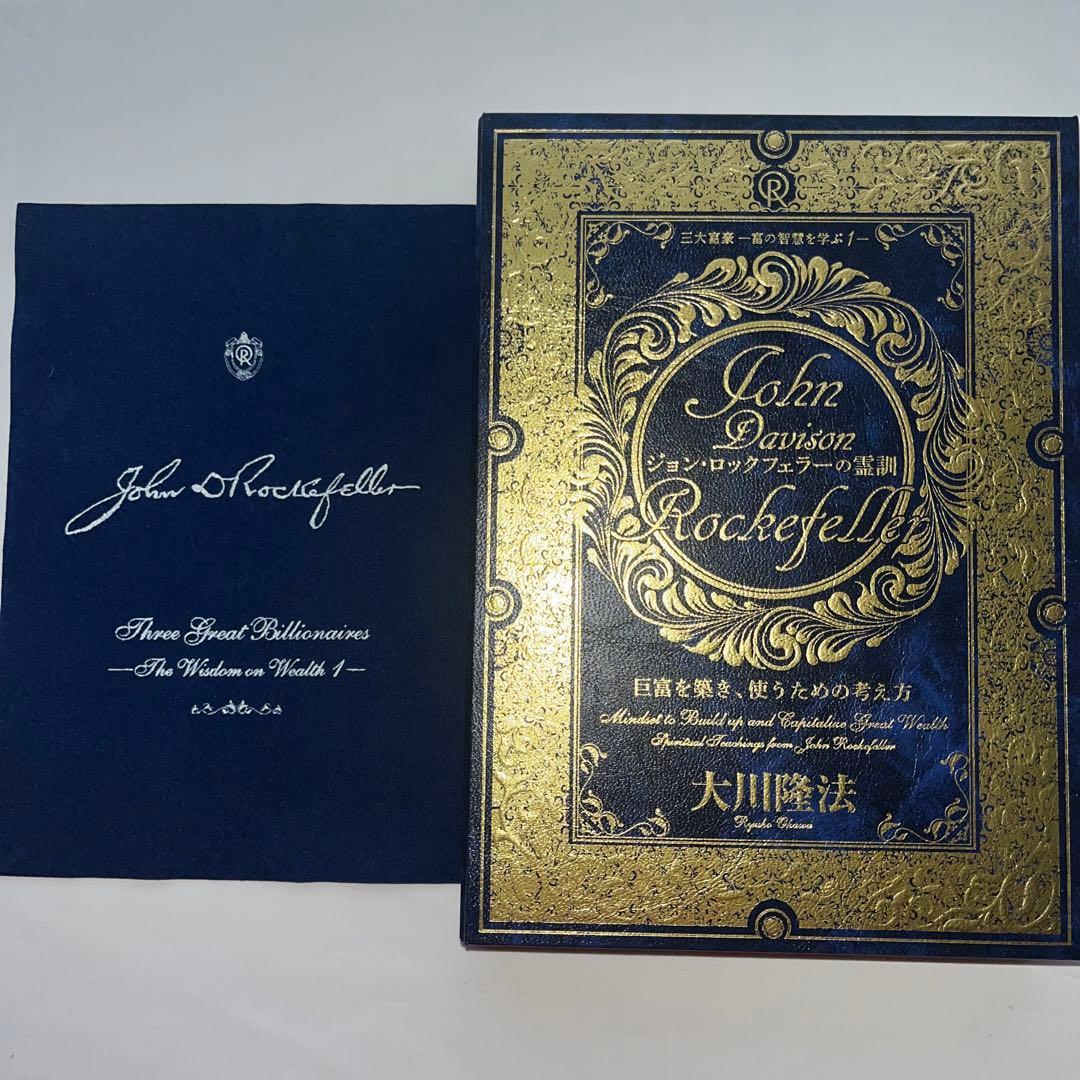 R
John D Rockefeller
Three Great Billionaires
—The Wisdom on Wealth 1—
R
三大富豪 ―富の智慧を学ぶ1―
John
Davison
ジョン・ロックフェラーの霊訓
Rockefeller
巨富を築き、使うための考え方
Mindset to Build up and Capitalize Great Wealth
Spiritual Teachings from John Rockefeller
大川隆法
Ryuho Okawa